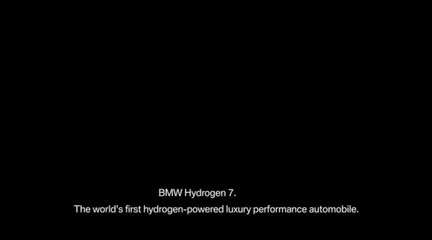 BMW Hydrogen 7.
The world's first hydrogen-powered luxury performance automobile.